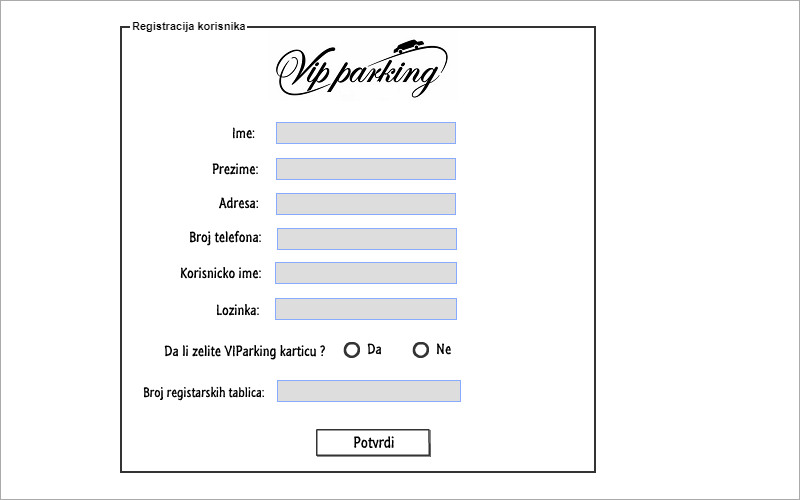 Registracija korisnika
Vip parking
Ime:
Prezime:
Adresa:
Broj telefona:
Korisnicko ime:
Lozinka:
Da li zelite VIParking karticu ? Da Ne
Broj registarskih tablica:
Potvrdi